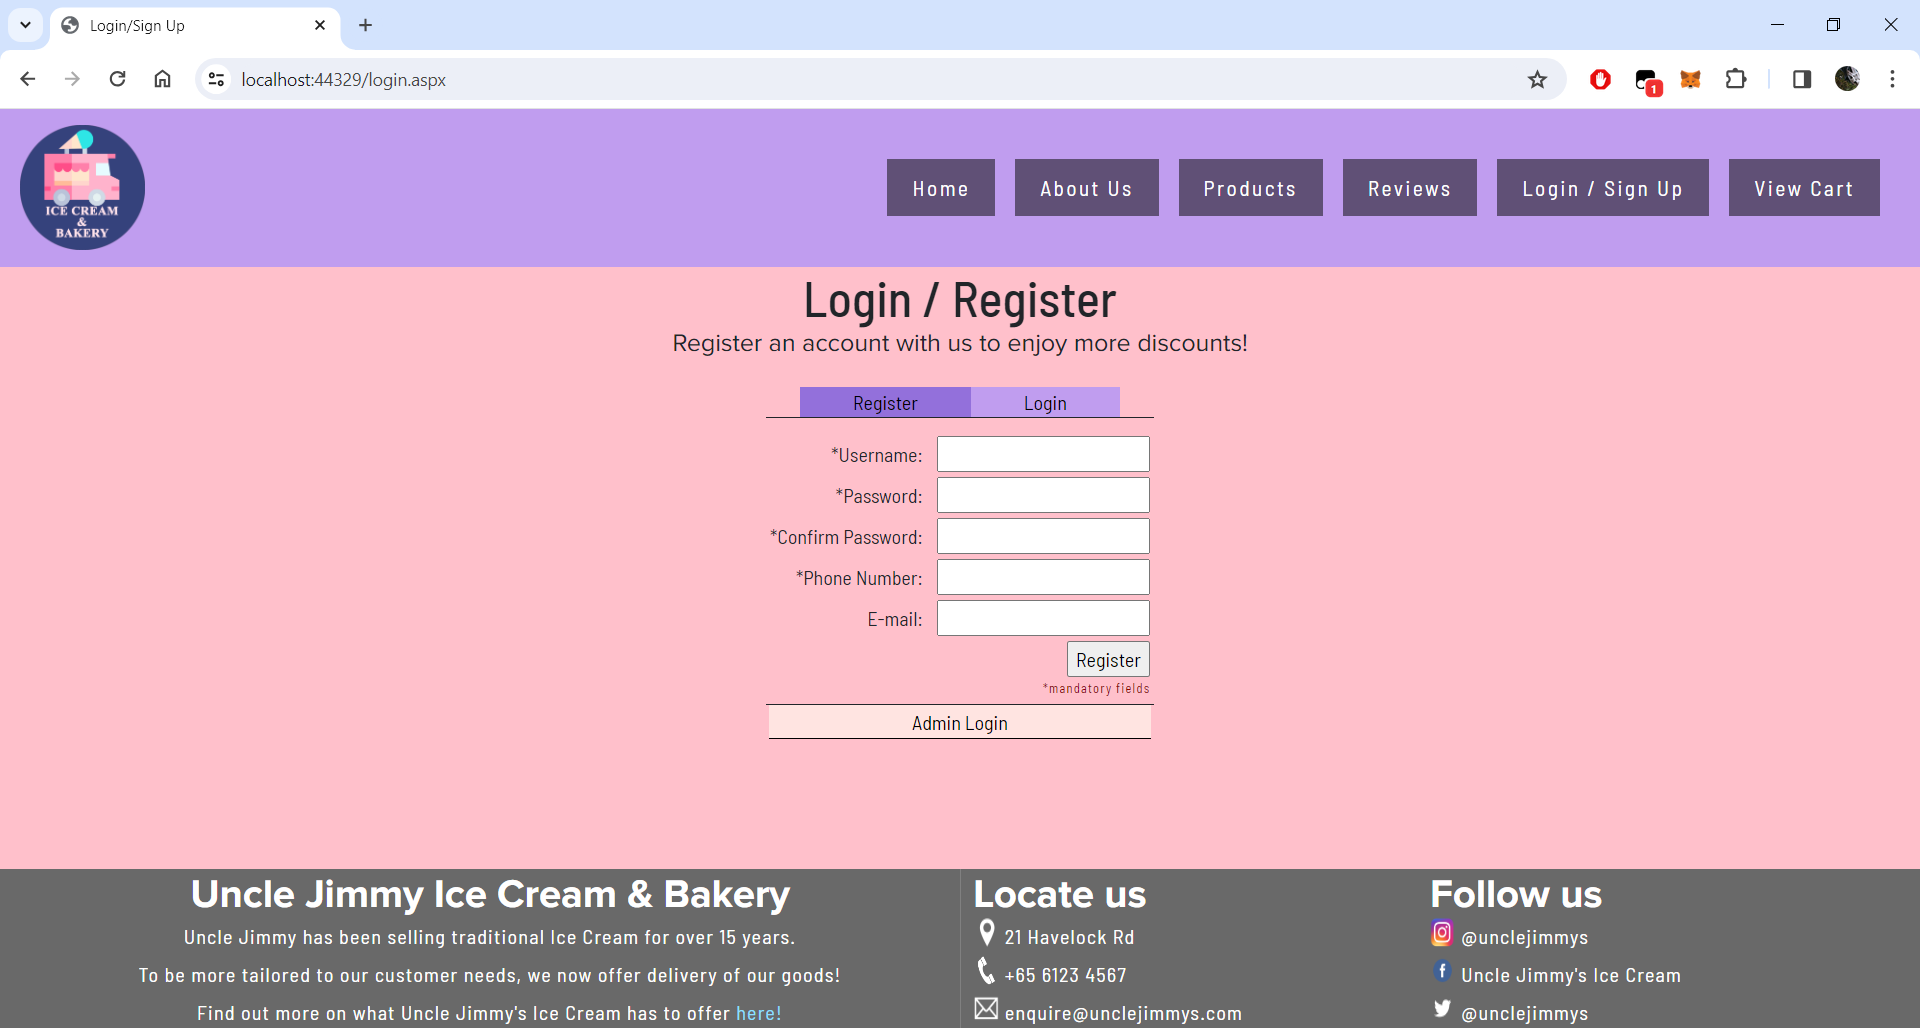 Login/Sign Up
localhost:44329/login.aspx
1
ICE CREAM
&
BAKERY
Home
About Us
Products
Reviews
Login / Sign Up
View Cart
Login / Register
Register an account with us to enjoy more discounts!
Register
Login
*Username:
*Password:
*Confirm Password:
*Phone Number:
E-mail:
Register
*mandatory fields
Admin Login
Uncle Jimmy Ice Cream & Bakery
Uncle Jimmy has been selling traditional Ice Cream for over 15 years.
To be more tailored to our customer needs, we now offer delivery of our goods!
Find out more on what Uncle Jimmy's Ice Cream has to offer here!
Locate us
21 Havelock Rd
+65 6123 4567
enquire@unclejimmys.com
Follow us
@unclejimmys
Uncle Jimmy's Ice Cream
@unclejimmys